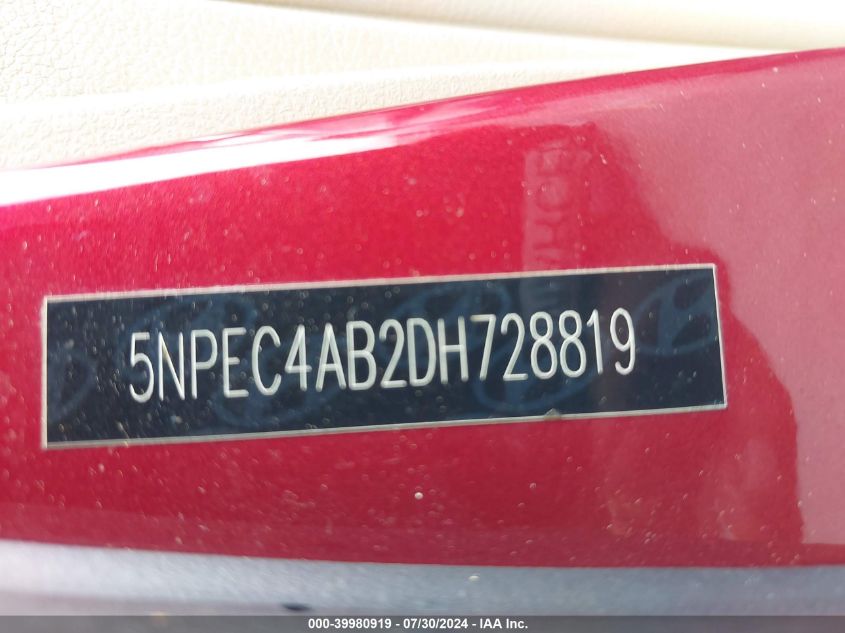 5NPEC4AB2DH728819
000-39980919 - 07/30/2024 - IAA Inc.